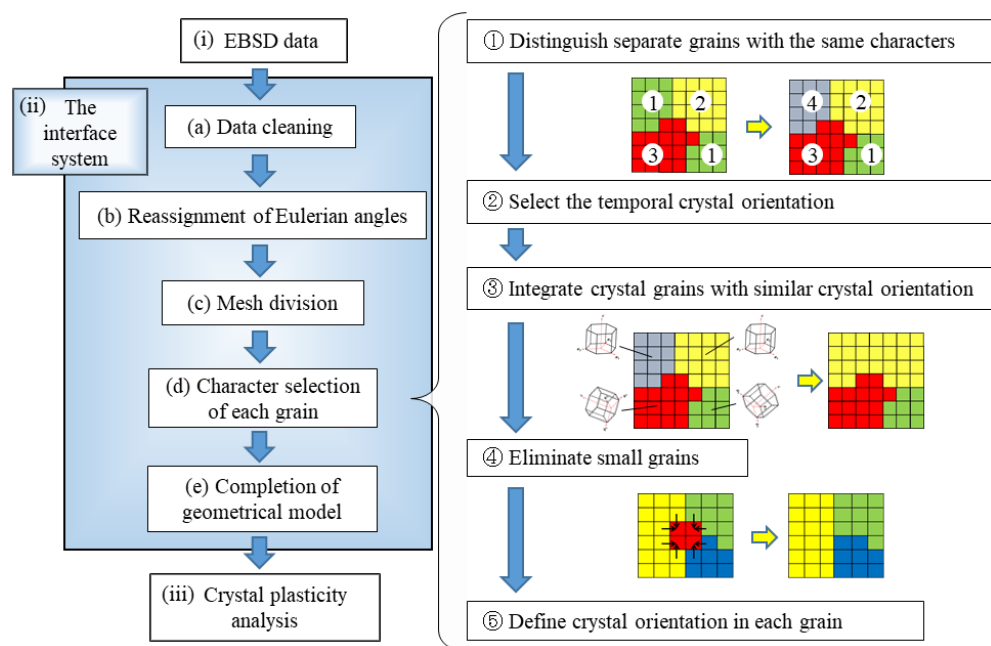 (i) EBSD data
(ii) The
interface
system
(a) Data cleaning
(b) Reassignment of Eulerian angles
(c) Mesh division
(d) Character selection
of each grain
(e) Completion of
geometrical model
(iii) Crystal plasticity
analysis
① Distinguish separate grains with the same characters
1 2
3 1
4 2
3 1
② Select the temporal crystal orientation
③ Integrate crystal grains with similar crystal orientation
④ Eliminate small grains
⑤ Define crystal orientation in each grain